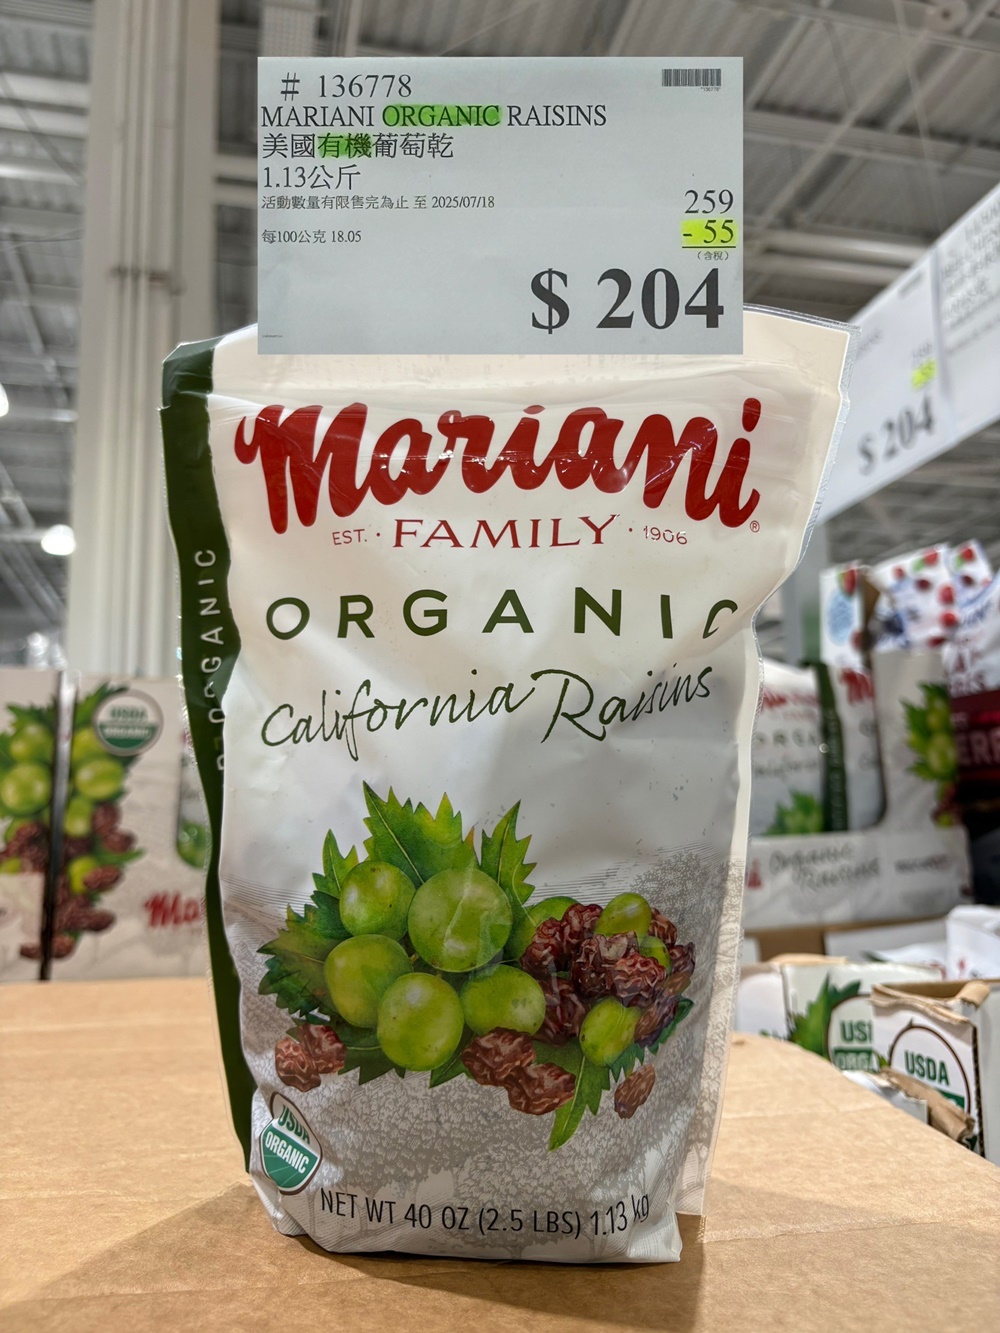 # 136778
MARIANI ORGANIC RAISINS
美國有機葡萄乾
1.13公斤
活動數量有限售完為止 至 2025/07/18
259
- 55
每100公克 18.05
(含稅)
$ 204
$ 204
Mariani®
EST. · FAMILY · 1906
ORGANIC
ORGANIC
California Raisins
USDA
ORGANIC
Organic
USDA
USDA
ORGANIC
NET WT 40 OZ (2.5 LBS) 1.13 kg